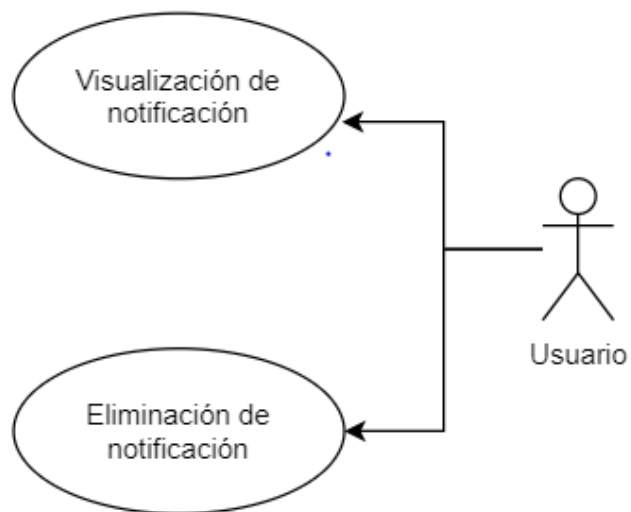 Visualización de
notificación
Usuario
Eliminación de
notificación